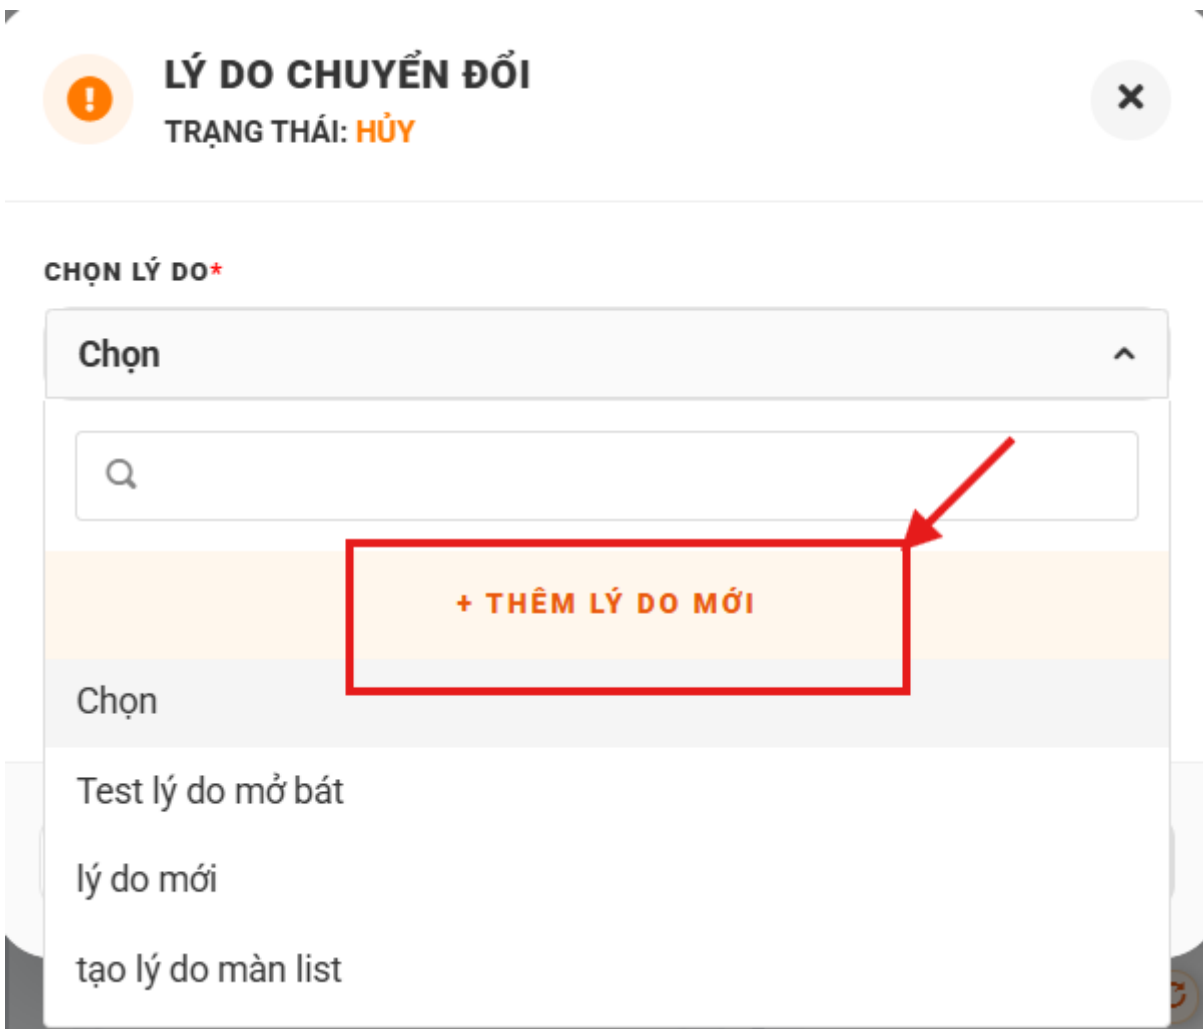 LÝ DO CHUYỂN ĐỔI
TRẠNG THÁI: HỦY
CHỌN LÝ DO*
Chọn
+ THÊM LÝ DO MỚI
Chọn
Test lý do mở bát
lý do mới
tạo lý do màn list